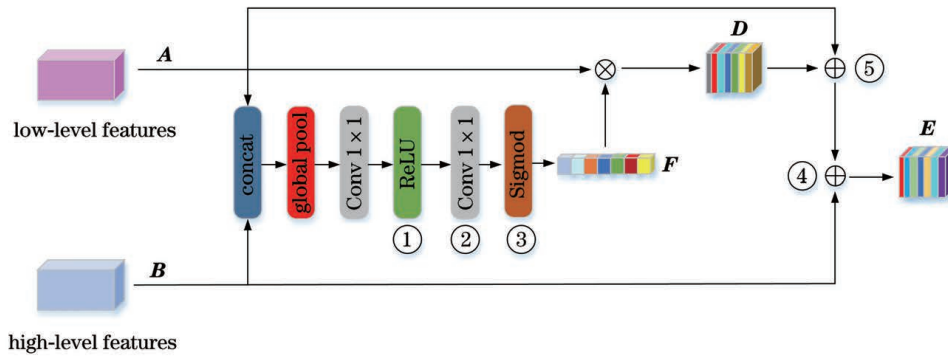 A
D
⑤
low-level features
concat
global pool
Conv 1 × 1
ReLU
Conv 1 × 1
Sigmod
F
④
E
①
②
③
B
high-level features